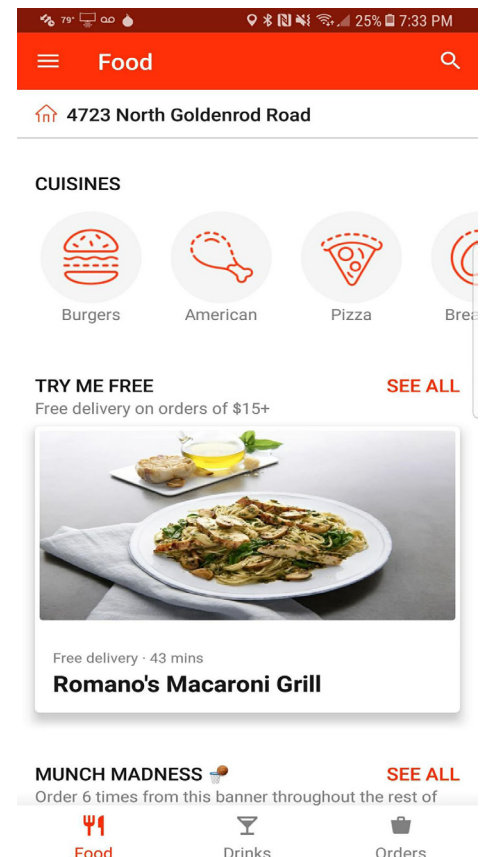 79°
25% 7:33 PM
Food
4723 North Goldenrod Road
CUISINES
Burgers
American
Pizza
Brea
TRY ME FREE
SEE ALL
Free delivery on orders of $15+
Free delivery · 43 mins
Romano's Macaroni Grill
MUNCH MADNESS 🏀
SEE ALL
Order 6 times from this banner throughout the rest of
Food
Drinks
Orders